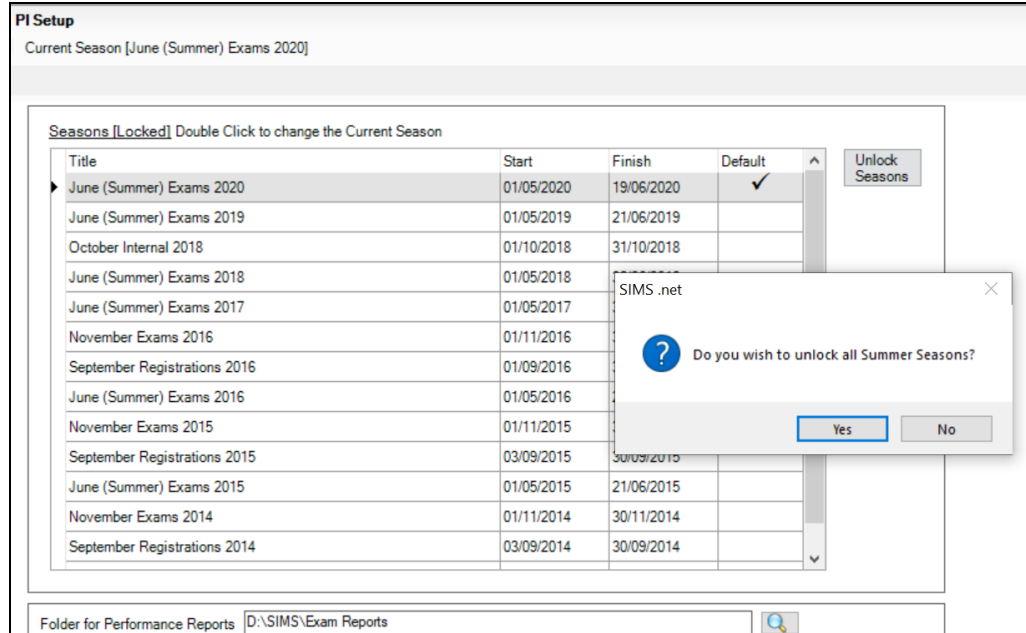 PI Setup
Current Season [June (Summer) Exams 2020]
Seasons [Locked] Double Click to change the Current Season
Title Start Finish Default
June (Summer) Exams 2020 01/05/2020 19/06/2020
June (Summer) Exams 2019 01/05/2019 21/06/2019
October Internal 2018 01/10/2018 31/10/2018
June (Summer) Exams 2018 01/05/2018
June (Summer) Exams 2017 01/05/2017
November Exams 2016 01/11/2016
September Registrations 2016 01/09/2016
June (Summer) Exams 2016 01/05/2016
November Exams 2015 01/11/2015
September Registrations 2015 03/09/2015 30/09/2015
June (Summer) Exams 2015 01/05/2015 21/06/2015
November Exams 2014 01/11/2014 30/11/2014
September Registrations 2014 03/09/2014 30/09/2014
Unlock
Seasons
SIMS .net
Do you wish to unlock all Summer Seasons?
Yes No
Folder for Performance Reports D:\SIMS\Exam Reports